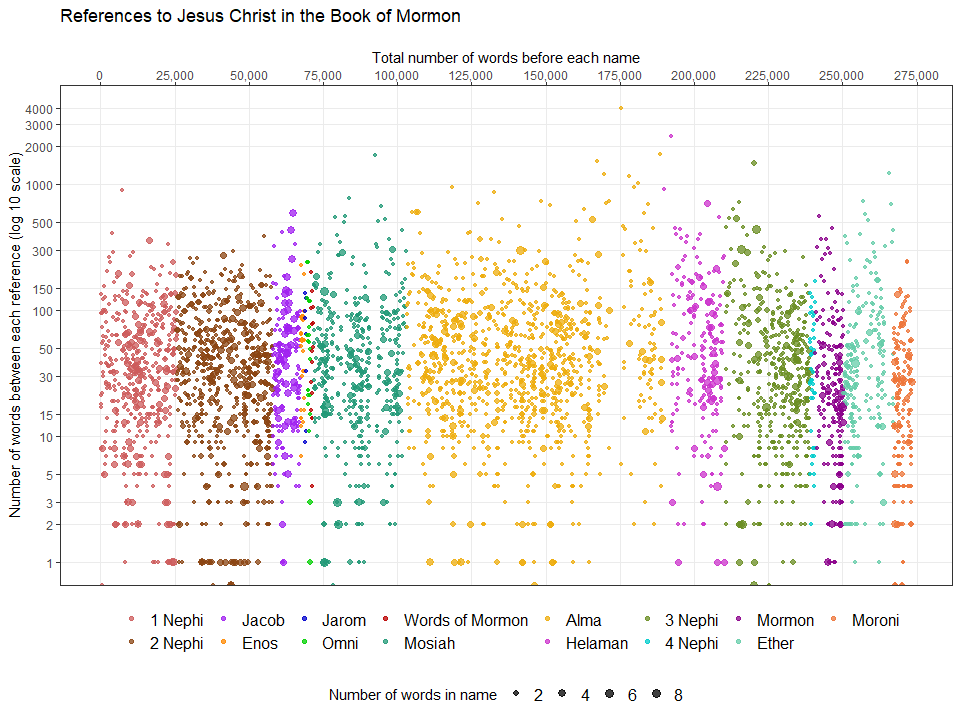 References to Jesus Christ in the Book of Mormon
Total number of words before each name
0 25,000 50,000 75,000 100,000 125,000 150,000 175,000 200,000 225,000 250,000 275,000
Number of words between each reference (log 10 scale)
4000
3000
2000
1000
500
300
150
100
50
30
15
10
5
3
2
1
1 Nephi Jacob Jarom Words of Mormon Alma 3 Nephi Mormon Moroni
2 Nephi Enos Omni Mosiah Helaman 4 Nephi Ether
Number of words in name 2 4 6 8